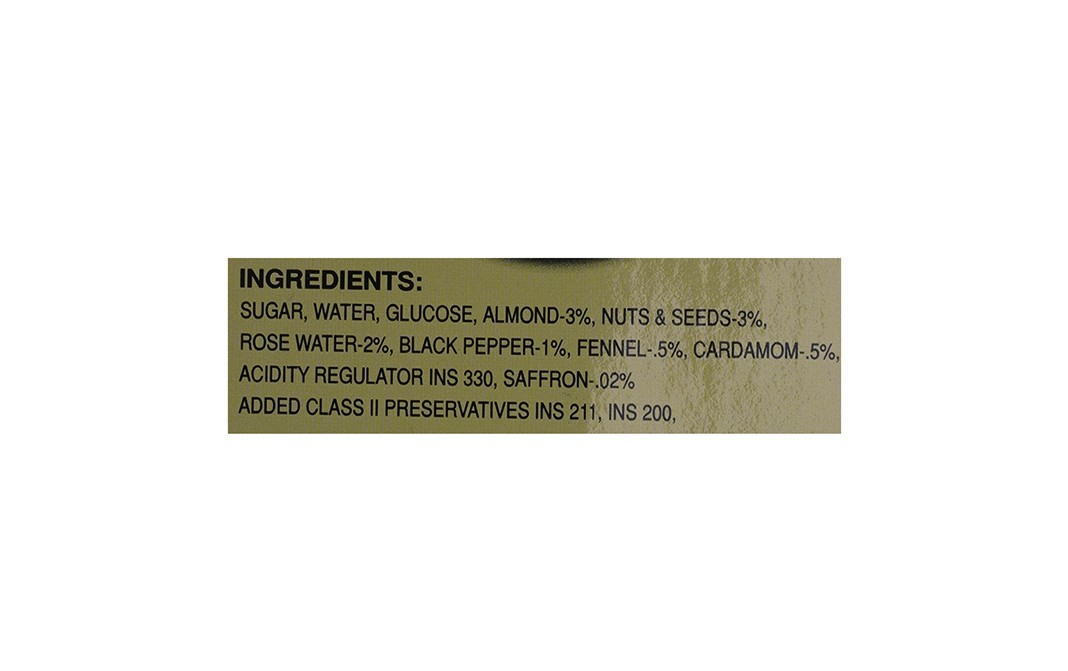 INGREDIENTS:
SUGAR, WATER, GLUCOSE, ALMOND-3%, NUTS & SEEDS-3%,
ROSE WATER-2%, BLACK PEPPER-1%, FENNEL-.5%, CARDAMOM-.5%,
ACIDITY REGULATOR INS 330, SAFFRON-.02%
ADDED CLASS II PRESERVATIVES INS 211, INS 200,